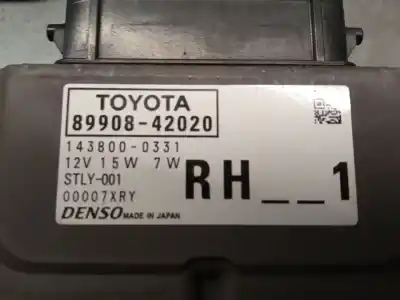 TOYOTA
89908-42020
143800-0331
12V 15W 7W
STLY-001
00007XRY
RH__1
DENSO MADE IN JAPAN